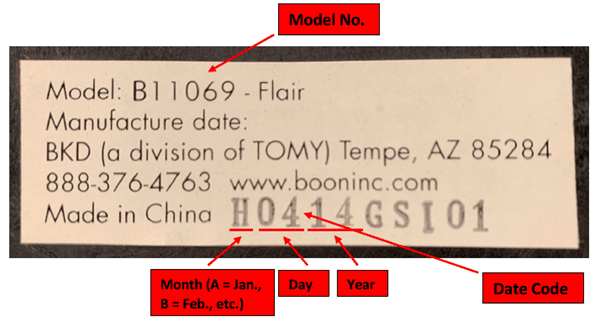 Model No.
Model: B11069 - Flair
Manufacture date:
BKD (a division of TOMY) Tempe, AZ 85284
888-376-4763 www.booninc.com
Made in China H0414GSI01
Month (A = Jan.,
B = Feb., etc.)
Day
Year
Date Code